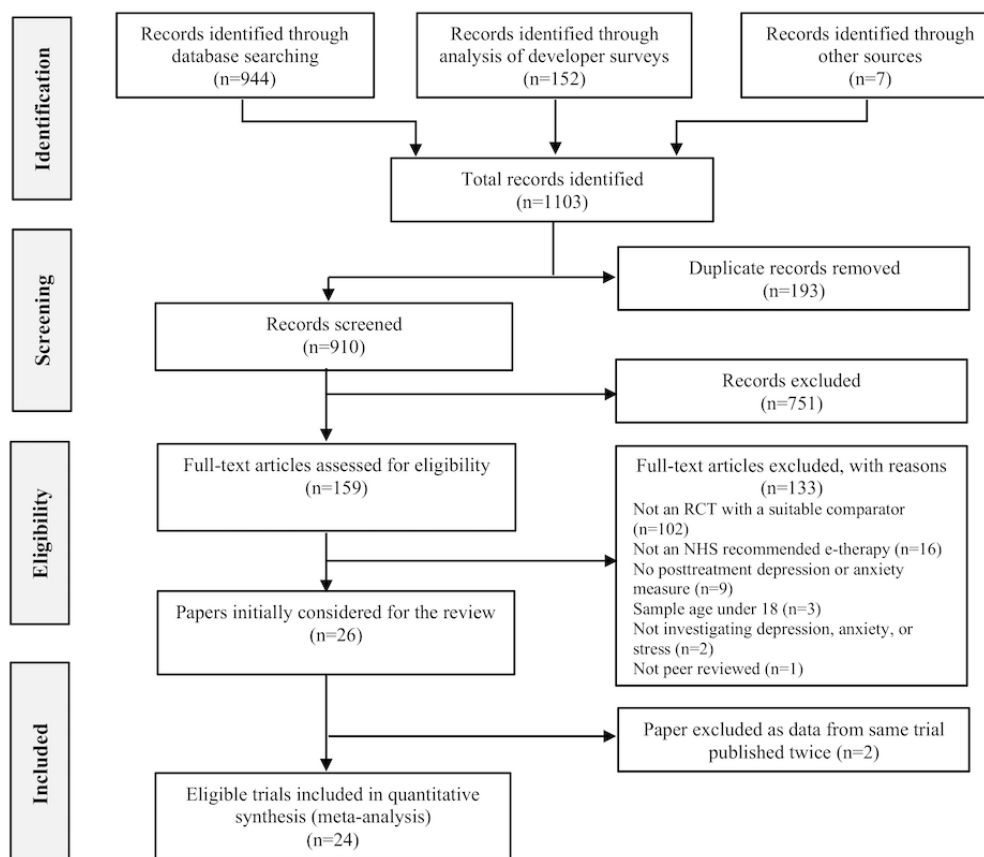 Identification
Records identified through
database searching
(n=944)
Records identified through
analysis of developer surveys
(n=152)
Records identified through
other sources
(n=7)
Total records identified
(n=1103)
Screening
Duplicate records removed
(n=193)
Records screened
(n=910)
Records excluded
(n=751)
Eligibility
Full-text articles assessed for eligibility
(n=159)
Full-text articles excluded, with reasons
(n=133)
Not an RCT with a suitable comparator
(n=102)
Not an NHS recommended e-therapy (n=16)
No posttreatment depression or anxiety
measure (n=9)
Sample age under 18 (n=3)
Not investigating depression, anxiety, or
stress (n=2)
Not peer reviewed (n=1)
Papers initially considered for the review
(n=26)
Included
Paper excluded as data from same trial
published twice (n=2)
Eligible trials included in quantitative
synthesis (meta-analysis)
(n=24)